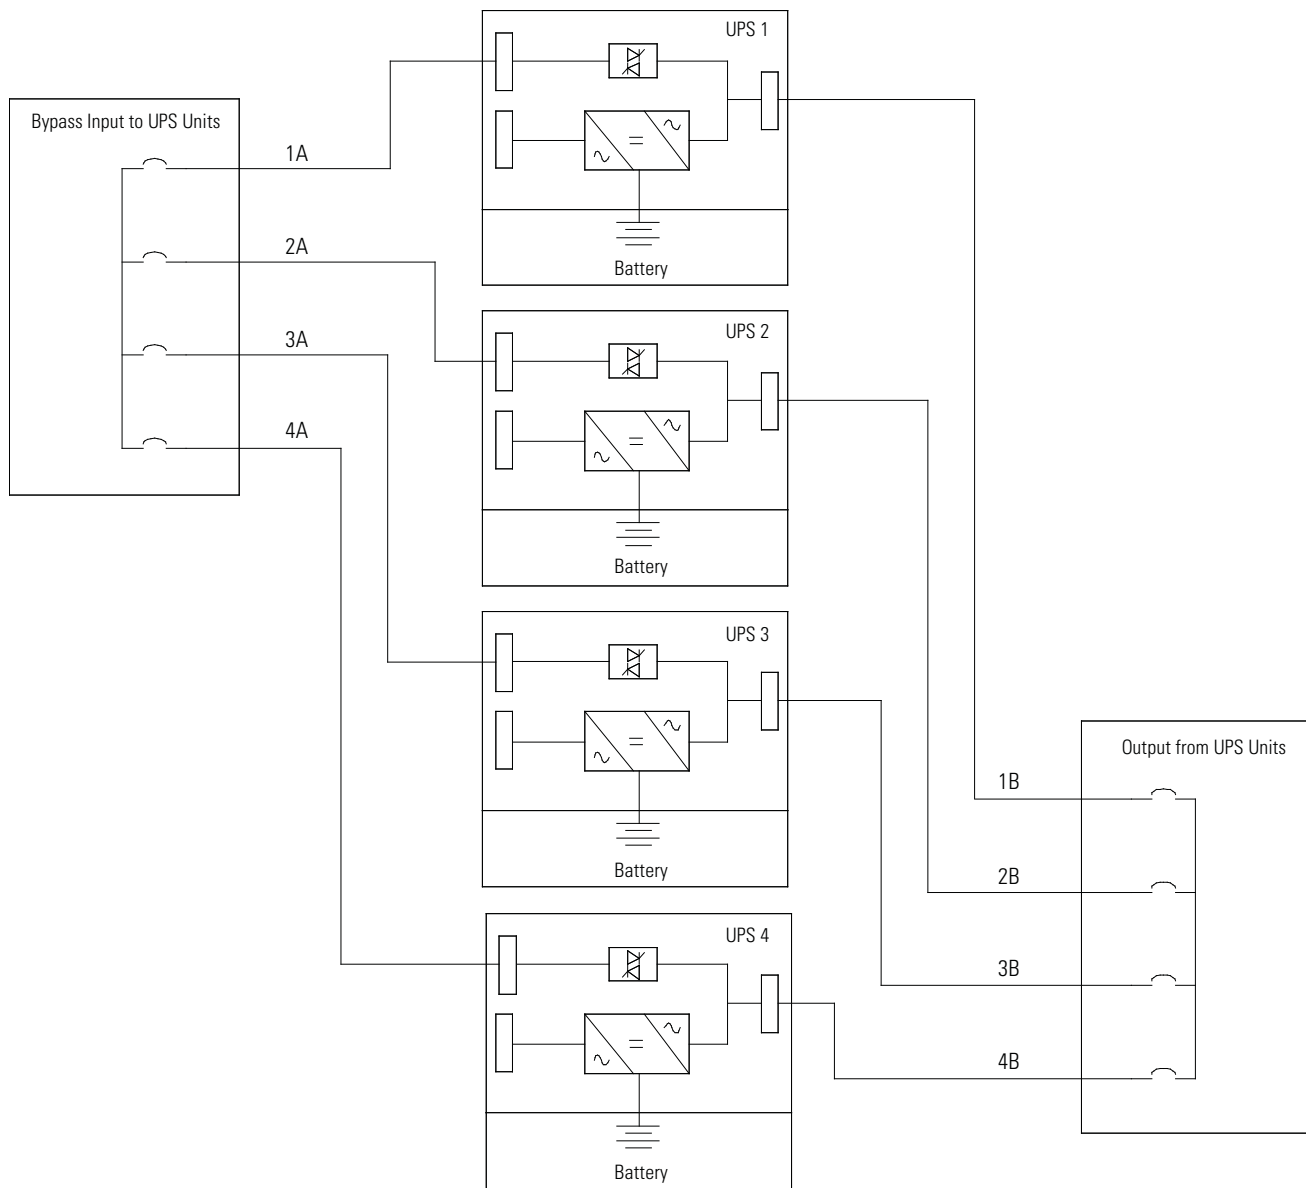 UPS 1
Bypass Input to UPS Units
1A
2A
Battery
3A
UPS 2
4A
Battery
UPS 3
Output from UPS Units
1B
Battery
2B
UPS 4
3B
4B
Battery